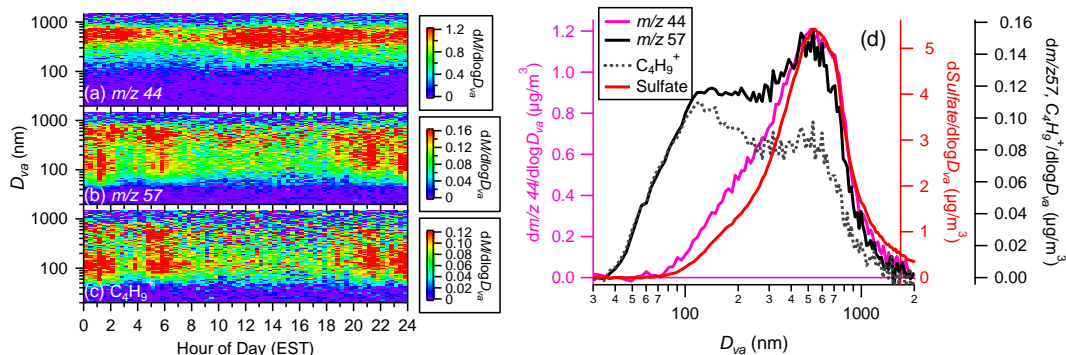 1000
100
(a) m/z 44
1000
100
(b) m/z 57
1000
100
(c) C4H9+
Dva (nm)
0 2 4 6 8 10 12 14 16 18 20 22 24
Hour of Day (EST)
1.2
0.8
0.4
0
dM/dlogDva
0.16
0.12
0.08
0.04
0
dM/dlogDva
0.12
0.10
0.08
0.06
0.04
0.02
0
dM/dlogDva
m/z 44
m/z 57
C4H9+
Sulfate
(d)
1.2
1.0
0.8
0.6
0.4
0.2
0.0
dm/z 44/dlogDva (µg/m3)
5
4
3
2
1
0
dSulfate/dlogDva (µg/m3)
0.16
0.14
0.12
0.10
0.08
0.06
0.04
0.02
0.00
dm/z57, C4H9+/dlogDva (µg/m3)
3 4 5 6 7 100 2 3 4 5 6 7 1000 2
Dva (nm)